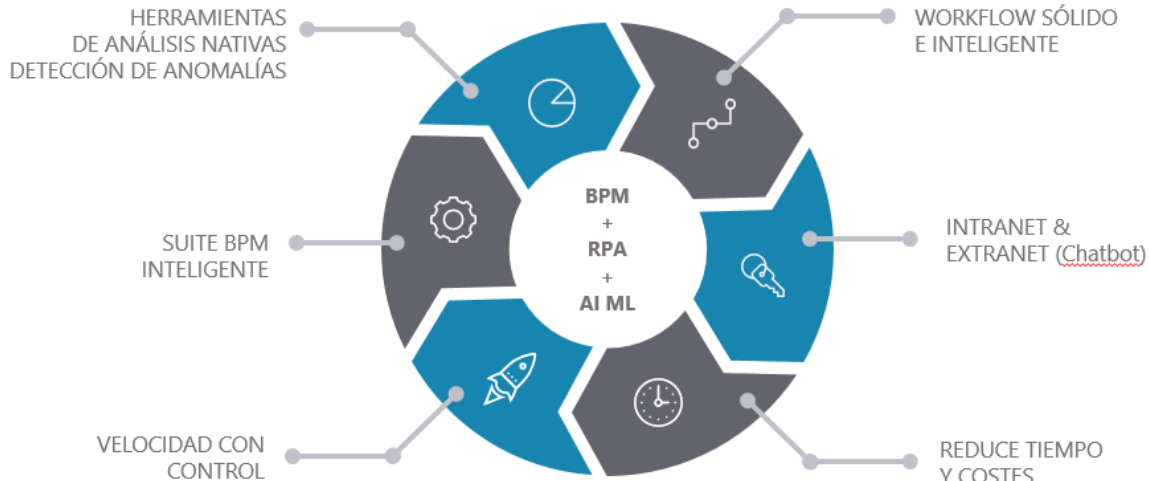 HERRAMIENTAS
DE ANÁLISIS NATIVAS
DETECCIÓN DE ANOMALÍAS
WORKFLOW SÓLIDO
E INTELIGENTE
SUITE BPM
INTELIGENTE
BPM
+
RPA
+
AI ML
INTRANET &
EXTRANET (Chatbot)
VELOCIDAD CON
CONTROL
REDUCE TIEMPO
Y COSTES